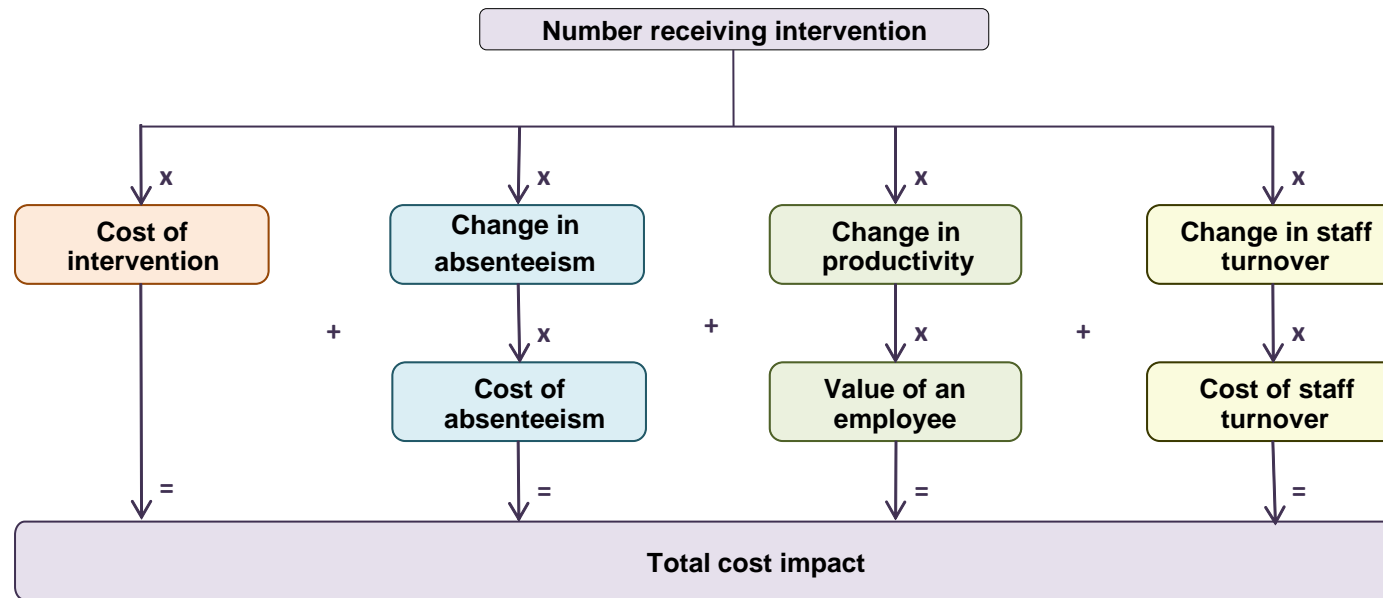 Number receiving intervention
x x x x
Cost of
intervention
Change in
absenteeism
Change in
productivity
Change in staff
turnover
+ + +
x x x
Cost of
absenteeism
Value of an
employee
Cost of staff
turnover
= = = =
Total cost impact